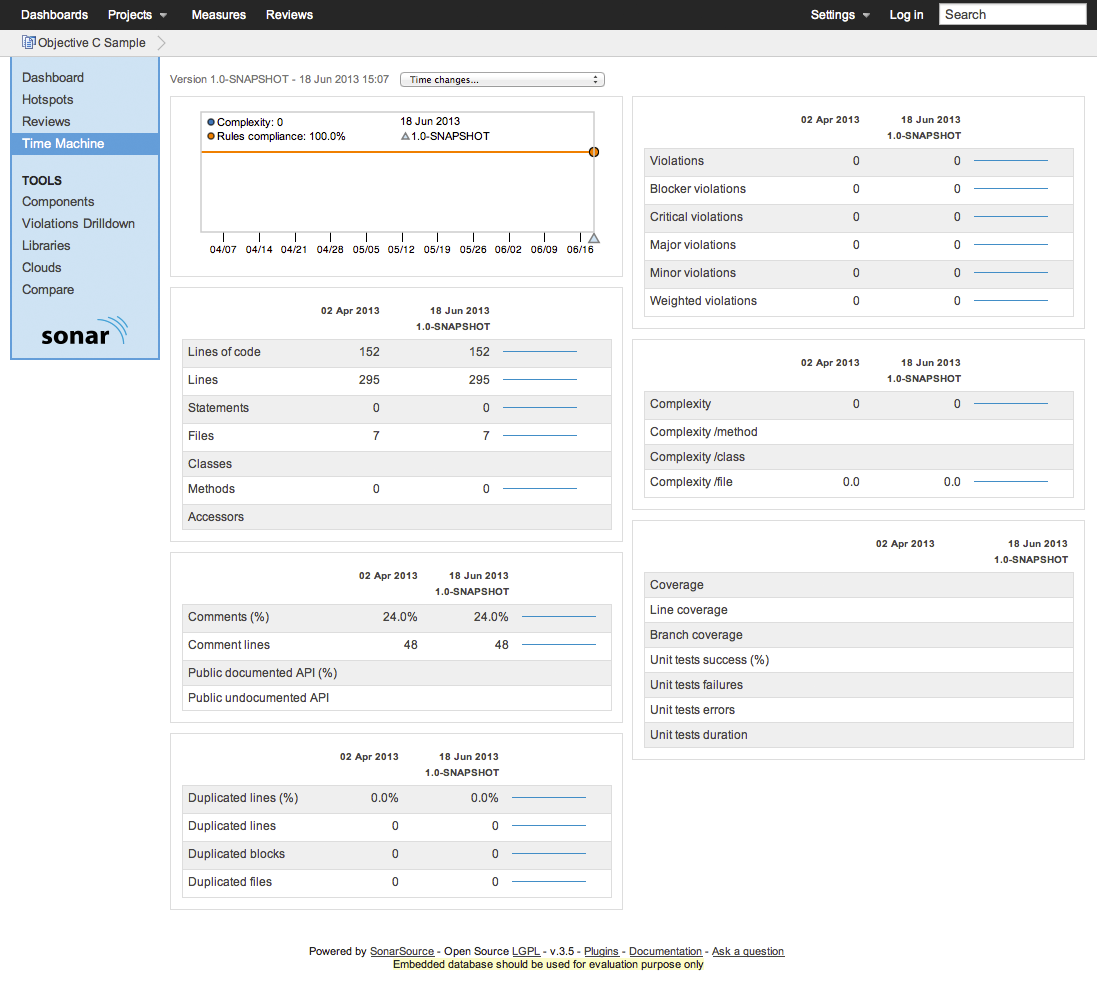 Dashboards Projects Measures Reviews Settings Log in Search
Objective C Sample
Dashboard
Hotspots
Reviews
Time Machine
TOOLS
Components
Violations Drilldown
Libraries
Clouds
Compare
sonar
Version 1.0-SNAPSHOT - 18 Jun 2013 15:07 Time changes...
Complexity: 0 18 Jun 2013
Rules compliance: 100.0% 1.0-SNAPSHOT
04/07 04/14 04/21 04/28 05/05 05/12 05/19 05/26 06/02 06/09 06/16
02 Apr 2013 18 Jun 2013
1.0-SNAPSHOT
Lines of code 152 152
Lines 295 295
Statements 0 0
Files 7 7
Classes
Methods 0 0
Accessors
02 Apr 2013 18 Jun 2013
1.0-SNAPSHOT
Comments (%) 24.0% 24.0%
Comment lines 48 48
Public documented API (%)
Public undocumented API
02 Apr 2013 18 Jun 2013
1.0-SNAPSHOT
Duplicated lines (%) 0.0% 0.0%
Duplicated lines 0 0
Duplicated blocks 0 0
Duplicated files 0 0
02 Apr 2013 18 Jun 2013
1.0-SNAPSHOT
Violations 0 0
Blocker violations 0 0
Critical violations 0 0
Major violations 0 0
Minor violations 0 0
Weighted violations 0 0
02 Apr 2013 18 Jun 2013
1.0-SNAPSHOT
Complexity 0 0
Complexity /method
Complexity /class
Complexity /file 0.0 0.0
02 Apr 2013 18 Jun 2013
1.0-SNAPSHOT
Coverage
Line coverage
Branch coverage
Unit tests success (%)
Unit tests failures
Unit tests errors
Unit tests duration
Powered by SonarSource - Open Source LGPL - v.3.5 - Plugins - Documentation - Ask a question
Embedded database should be used for evaluation purpose only